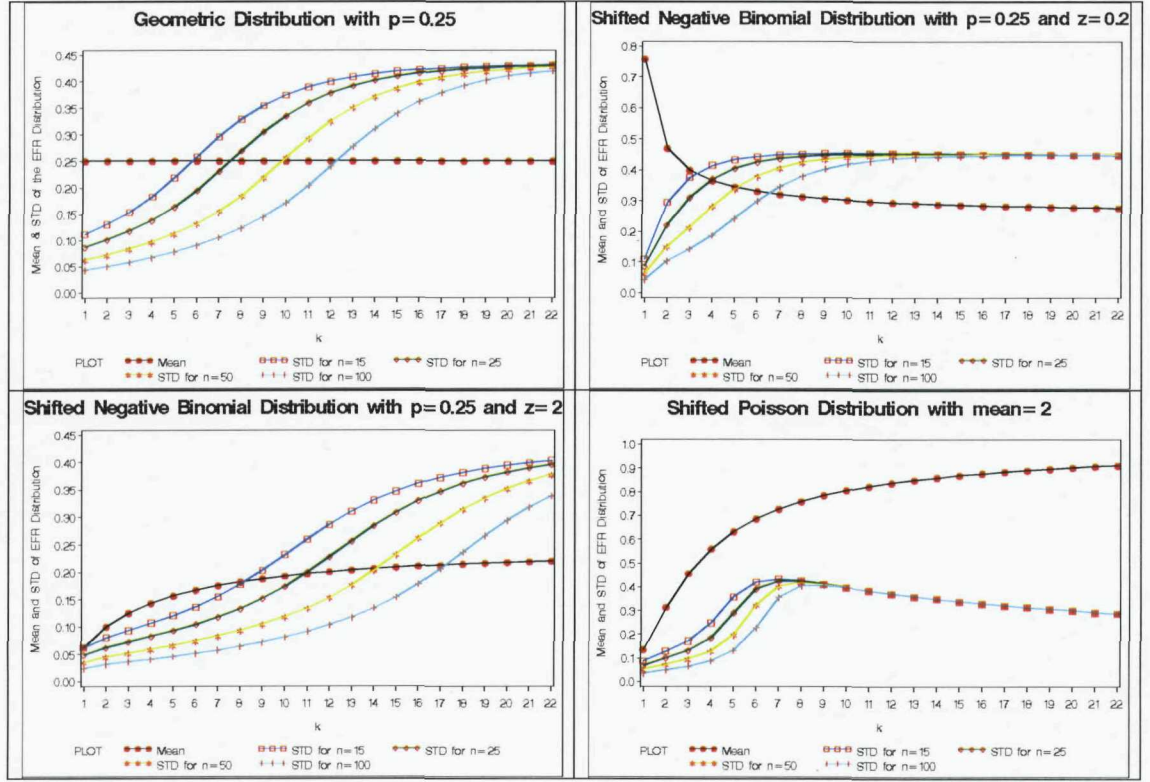 Geometric Distribution with p=0.25
Mean & STD of the EFR Distribution
0.45
0.40
0.35
0.30
0.25
0.20
0.15
0.10
0.05
0.00
1 2 3 4 5 6 7 8 9 10 11 12 13 14 15 16 17 18 19 20 21 22
k
PLOT Mean STD for n=15 STD for n=25
STD for n=50 STD for n=100
Shifted Negative Binomial Distribution with p=0.25 and z=0.2
Mean and STD of EFR Distribution
0.8
0.7
0.6
0.5
0.4
0.3
0.2
0.1
0.0
1 2 3 4 5 6 7 8 9 10 11 12 13 14 15 16 17 18 19 20 21 22
k
PLOT Mean STD for n=15 STD for n=25
STD for n=50 STD for n=100
Shifted Negative Binomial Distribution with p=0.25 and z=2
Mean and STD of EFR Distribution
0.45
0.40
0.35
0.30
0.25
0.20
0.15
0.10
0.05
0.00
1 2 3 4 5 6 7 8 9 10 11 12 13 14 15 16 17 18 19 20 21 22
k
PLOT Mean STD for n=15 STD for n=25
STD for n=50 STD for n=100
Shifted Poisson Distribution with mean=2
Mean and STD of EFR Distribution
1.0
0.9
0.8
0.7
0.6
0.5
0.4
0.3
0.2
0.1
0.0
1 2 3 4 5 6 7 8 9 10 11 12 13 14 15 16 17 18 19 20 21 22
k
PLOT Mean STD for n=15 STD for n=25
STD for n=50 STD for n=100